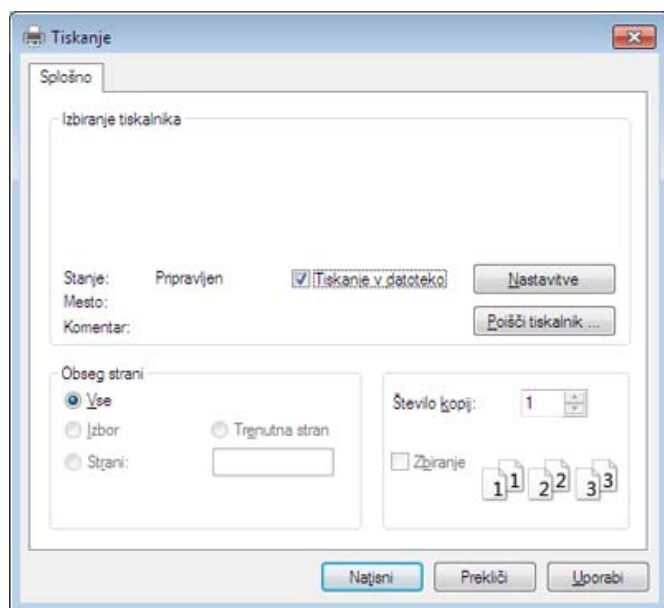 Tiskanje
Splošno
Izbiranje tiskalnika
Stanje: Pripravljen Tiskanje v datoteko Nastavitve
Mesto:
Komentar: Poišči tiskalnik ...
Obseg strani
Vse
Izbor Trenutna stran
Strani:
Število kopij: 1
Zbiranje 1 1 2 2 3 3
Natisni Prekliči Uporabi